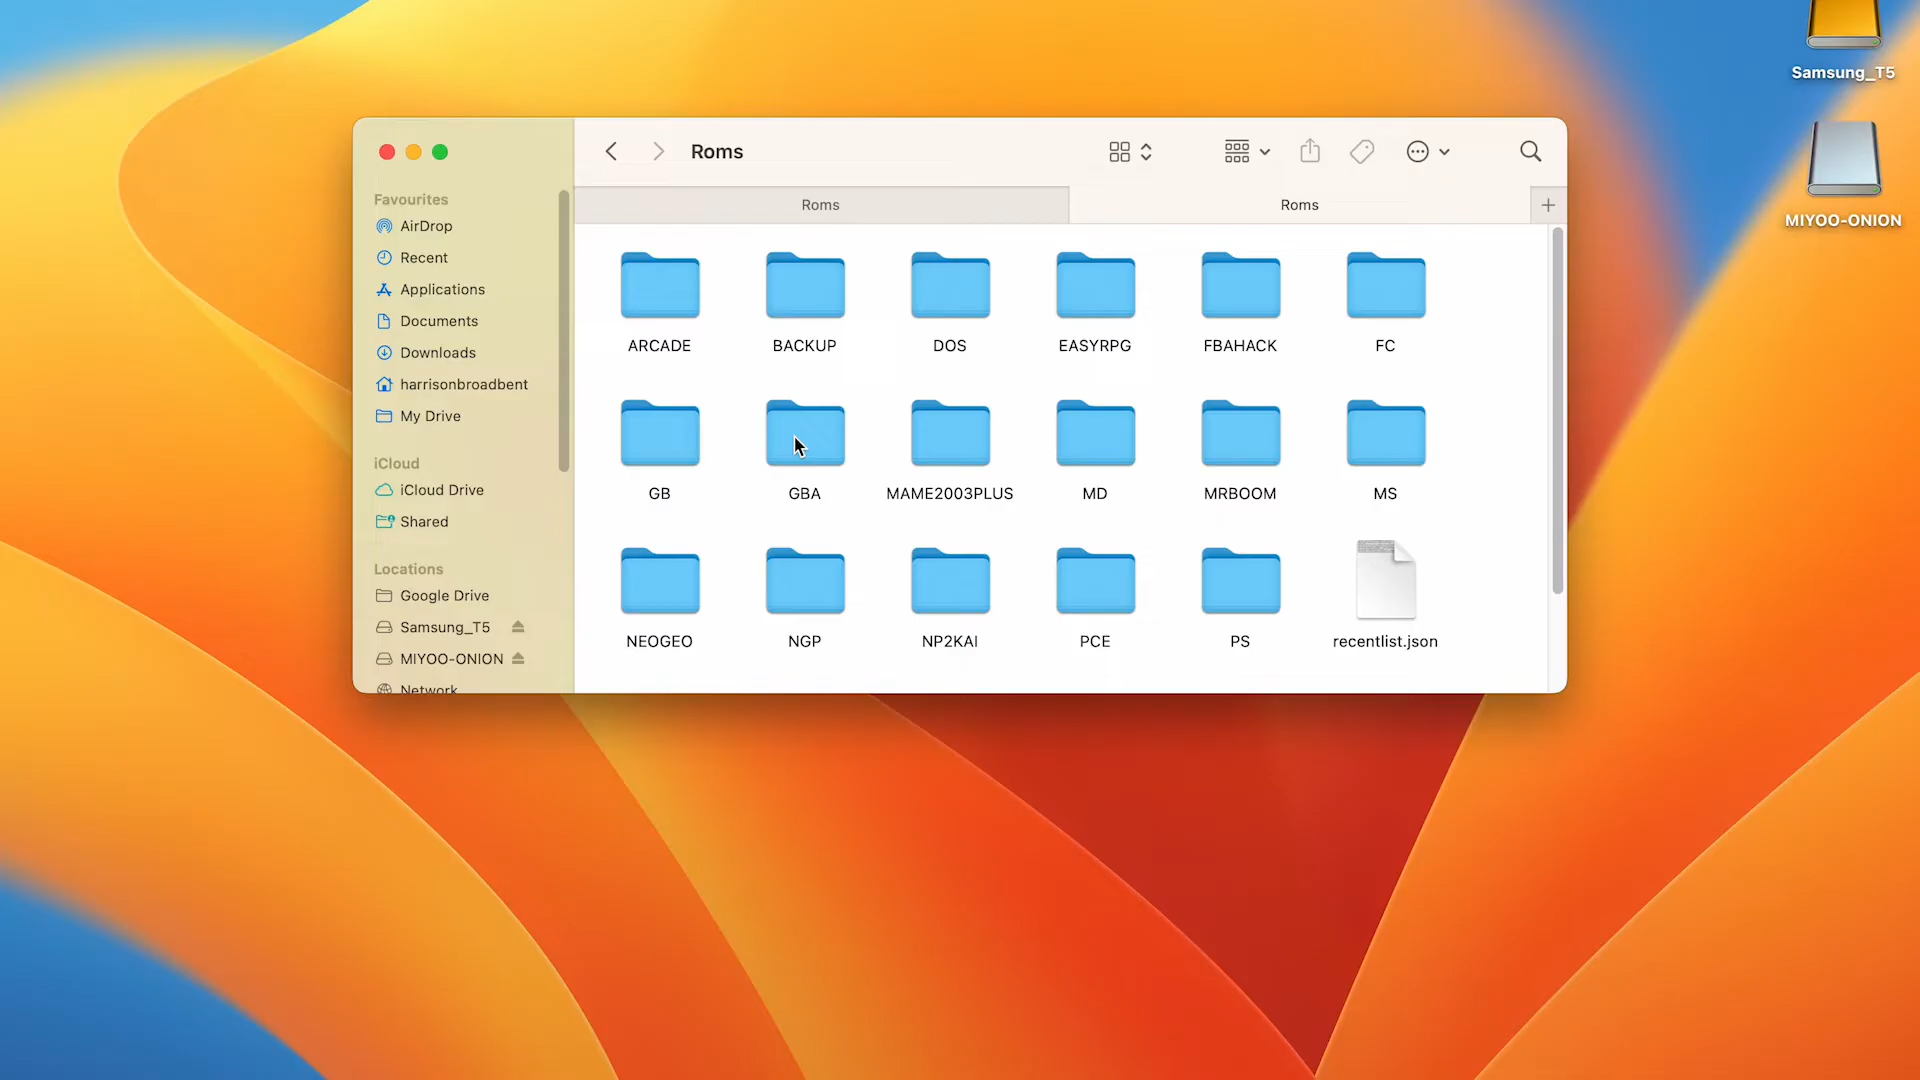 Samsung_T5
MIYOO-ONION
Roms
Roms
Roms
Favourites
AirDrop
Recent
Applications
Documents
Downloads
harrisonbroadbent
My Drive
iCloud
iCloud Drive
Shared
Locations
Google Drive
Samsung_T5
MIYOO-ONION
Network
ARCADE
BACKUP
DOS
EASYRPG
FBAHACK
FC
GB
GBA
MAME2003PLUS
MD
MRBOOM
MS
NEOGEO
NGP
NP2KAI
PCE
PS
recentlist.json